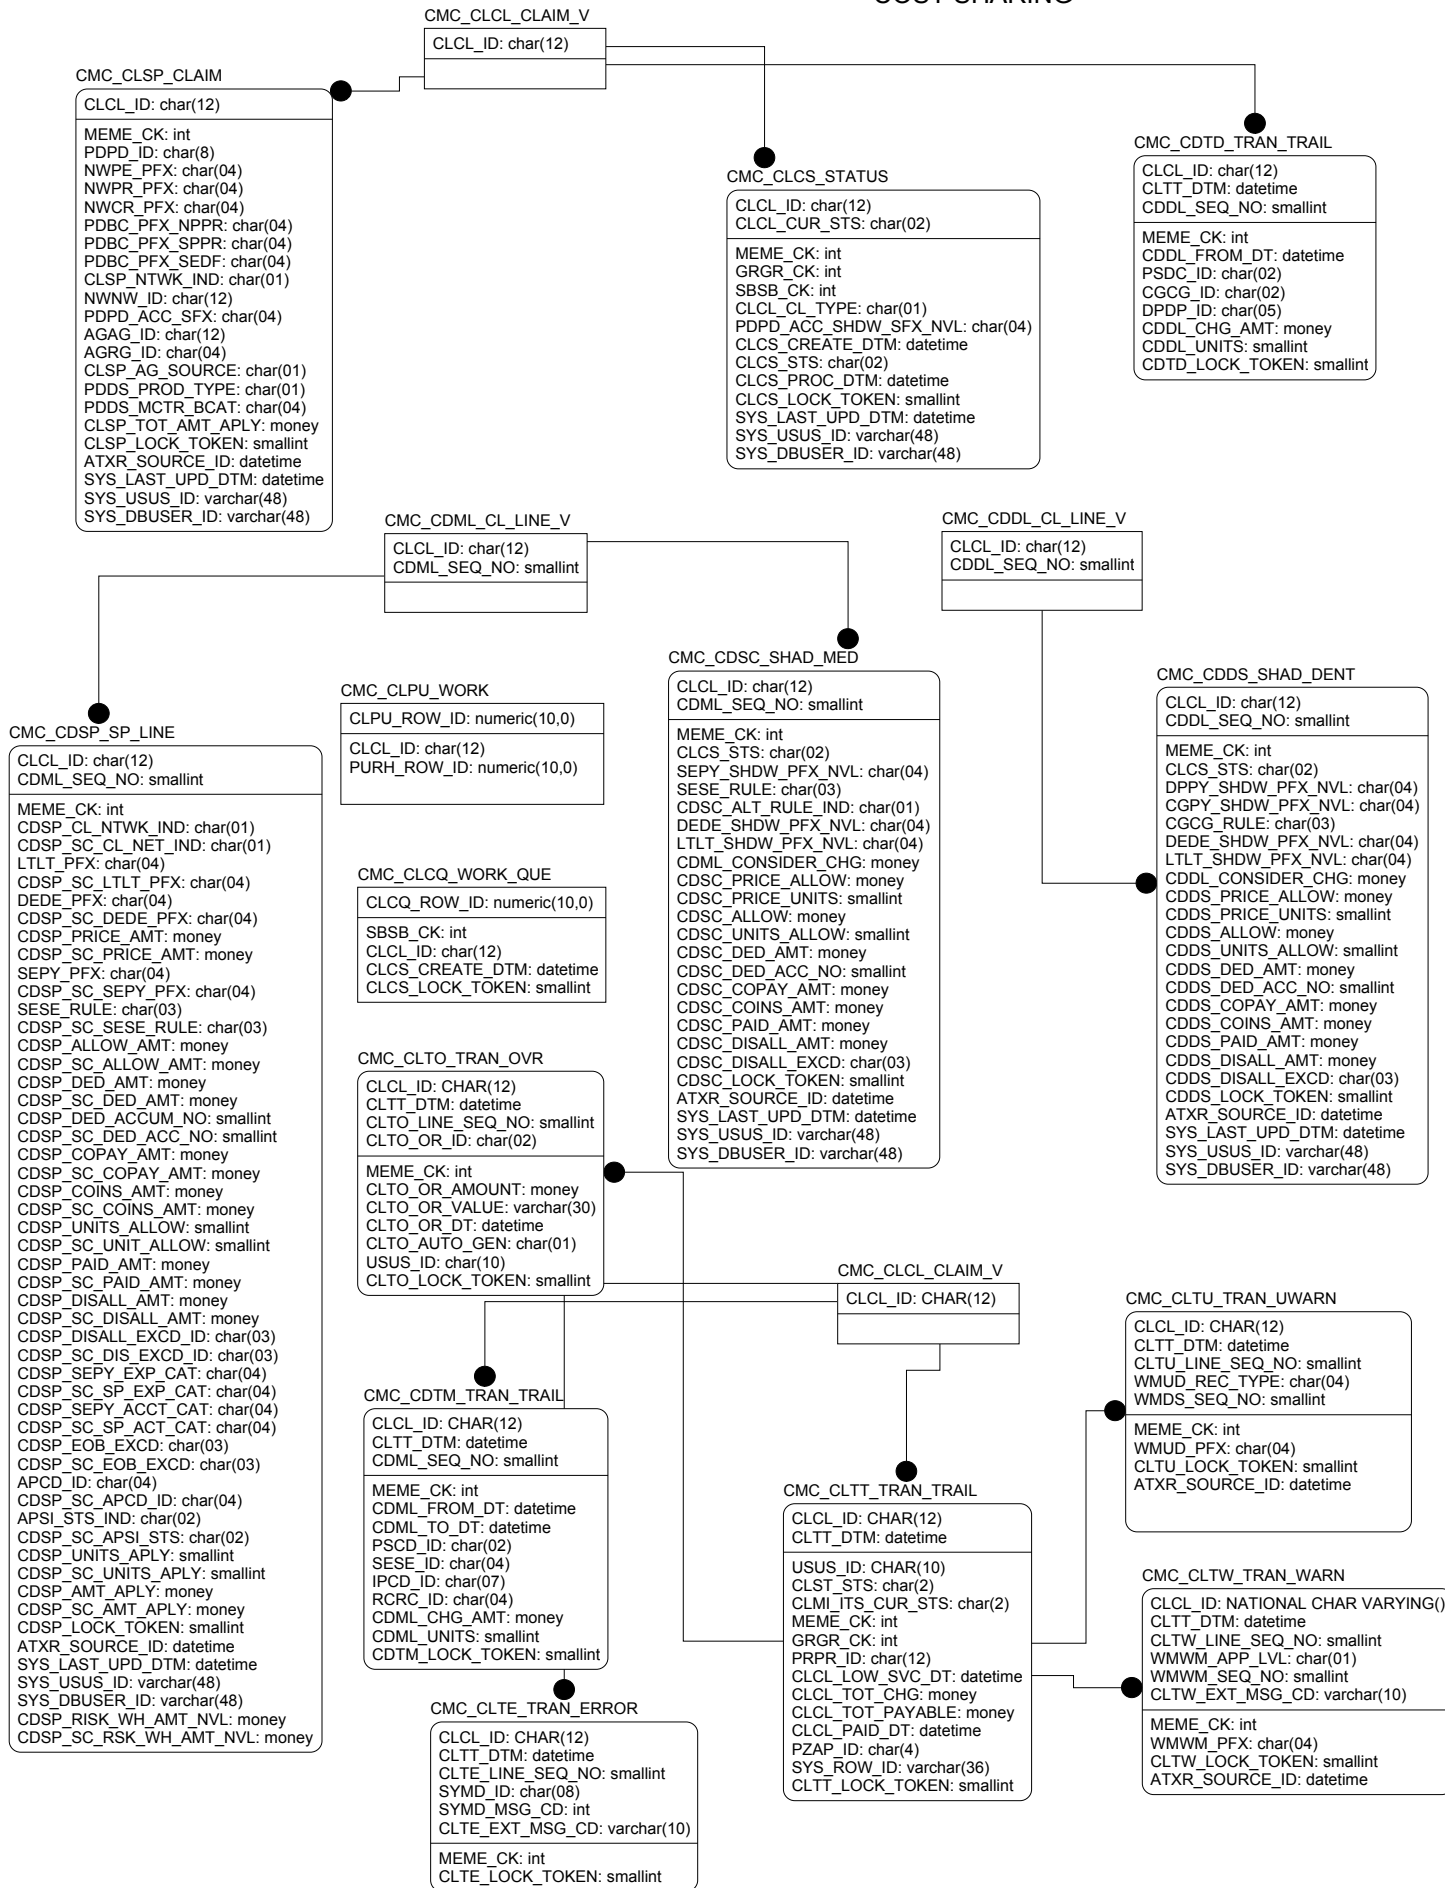 COST SHARING
CMC_CLCL_CLAIM_V
CLCL_ID: char(12)
CMC_CLSP_CLAIM
CLCL_ID: char(12)
MEME_CK: int
PDPD_ID: char(8)
NWPE_PFX: char(04)
NWPR_PFX: char(04)
NWCR_PFX: char(04)
PDBC_PFX_NPPR: char(04)
PDBC_PFX_SPPR: char(04)
PDBC_PFX_SEDF: char(04)
CLSP_NTWK_IND: char(01)
NWNW_ID: char(12)
PDPD_ACC_SFX: char(04)
AGAG_ID: char(12)
AGRG_ID: char(04)
CLSP_AG_SOURCE: char(01)
PDDS_PROD_TYPE: char(01)
PDDS_MCTR_BCAT: char(04)
CLSP_TOT_AMT_APLY: money
CLSP_LOCK_TOKEN: smallint
ATXR_SOURCE_ID: datetime
SYS_LAST_UPD_DTM: datetime
SYS_USUS_ID: varchar(48)
SYS_DBUSER_ID: varchar(48)
CMC_CLCS_STATUS
CLCL_ID: char(12)
CLCL_CUR_STS: char(02)
MEME_CK: int
GRGR_CK: int
SBSB_CK: int
CLCL_CL_TYPE: char(01)
PDPD_ACC_SHDW_SFX_NVL: char(04)
CLCS_CREATE_DTM: datetime
CLCS_STS: char(02)
CLCS_PROC_DTM: datetime
CLCS_LOCK_TOKEN: smallint
SYS_LAST_UPD_DTM: datetime
SYS_USUS_ID: varchar(48)
SYS_DBUSER_ID: varchar(48)
CMC_CDTD_TRAN_TRAIL
CLCL_ID: char(12)
CLTT_DTM: datetime
CDDL_SEQ_NO: smallint
MEME_CK: int
CDDL_FROM_DT: datetime
PSDC_ID: char(02)
CGCG_ID: char(02)
DPDP_ID: char(05)
CDDL_CHG_AMT: money
CDDL_UNITS: smallint
CDTD_LOCK_TOKEN: smallint
CMC_CDML_CL_LINE_V
CLCL_ID: char(12)
CDML_SEQ_NO: smallint
CMC_CDDL_CL_LINE_V
CLCL_ID: char(12)
CDDL_SEQ_NO: smallint
CMC_CDSP_SP_LINE
CLCL_ID: char(12)
CDML_SEQ_NO: smallint
MEME_CK: int
CDSP_CL_NTWK_IND: char(01)
CDSP_SC_CL_NET_IND: char(01)
LTLT_PFX: char(04)
CDSP_SC_LTLT_PFX: char(04)
DEDE_PFX: char(04)
CDSP_SC_DEDE_PFX: char(04)
CDSP_PRICE_AMT: money
CDSP_SC_PRICE_AMT: money
SEPY_PFX: char(04)
CDSP_SC_SEPY_PFX: char(04)
SESE_RULE: char(03)
CDSP_SC_SESE_RULE: char(03)
CDSP_ALLOW_AMT: money
CDSP_SC_ALLOW_AMT: money
CDSP_DED_AMT: money
CDSP_SC_DED_AMT: money
CDSP_DED_ACCUM_NO: smallint
CDSP_SC_DED_ACC_NO: smallint
CDSP_COPAY_AMT: money
CDSP_SC_COPAY_AMT: money
CDSP_COINS_AMT: money
CDSP_SC_COINS_AMT: money
CDSP_UNITS_ALLOW: smallint
CDSP_SC_UNIT_ALLOW: smallint
CDSP_PAID_AMT: money
CDSP_SC_PAID_AMT: money
CDSP_DISALL_AMT: money
CDSP_SC_DISALL_AMT: money
CDSP_DISALL_EXCD_ID: char(03)
CDSP_SC_DIS_EXCD_ID: char(03)
CDSP_SEPY_EXP_CAT: char(04)
CDSP_SC_SP_EXP_CAT: char(04)
CDSP_SEPY_ACCT_CAT: char(04)
CDSP_SC_SP_ACT_CAT: char(04)
CDSP_EOB_EXCD: char(03)
CDSP_SC_EOB_EXCD: char(03)
APCD_ID: char(04)
CDSP_SC_APCD_ID: char(04)
APSI_STS_IND: char(02)
CDSP_SC_APSI_STS: char(02)
CDSP_UNITS_APLY: smallint
CDSP_SC_UNITS_APLY: smallint
CDSP_AMT_APLY: money
CDSP_SC_AMT_APLY: money
CDSP_LOCK_TOKEN: smallint
ATXR_SOURCE_ID: datetime
SYS_LAST_UPD_DTM: datetime
SYS_USUS_ID: varchar(48)
SYS_DBUSER_ID: varchar(48)
CDSP_RISK_WH_AMT_NVL: money
CDSP_SC_RSK_WH_AMT_NVL: money
CMC_CLPU_WORK
CLPU_ROW_ID: numeric(10,0)
CLCL_ID: char(12)
PURH_ROW_ID: numeric(10,0)
CMC_CLCQ_WORK_QUE
CLCQ_ROW_ID: numeric(10,0)
SBSB_CK: int
CLCL_ID: char(12)
CLCS_CREATE_DTM: datetime
CLCS_LOCK_TOKEN: smallint
CMC_CDSC_SHAD_MED
CLCL_ID: char(12)
CDML_SEQ_NO: smallint
MEME_CK: int
CLCS_STS: char(02)
SEPY_SHDW_PFX_NVL: char(04)
SESE_RULE: char(03)
CDSC_ALT_RULE_IND: char(01)
DEDE_SHDW_PFX_NVL: char(04)
LTLT_SHDW_PFX_NVL: char(04)
CDML_CONSIDER_CHG: money
CDSC_PRICE_ALLOW: money
CDSC_PRICE_UNITS: smallint
CDSC_ALLOW: money
CDSC_UNITS_ALLOW: smallint
CDSC_DED_AMT: money
CDSC_DED_ACC_NO: smallint
CDSC_COPAY_AMT: money
CDSC_COINS_AMT: money
CDSC_PAID_AMT: money
CDSC_DISALL_AMT: money
CDSC_DISALL_EXCD: char(03)
CDSC_LOCK_TOKEN: smallint
ATXR_SOURCE_ID: datetime
SYS_LAST_UPD_DTM: datetime
SYS_USUS_ID: varchar(48)
SYS_DBUSER_ID: varchar(48)
CMC_CDDS_SHAD_DENT
CLCL_ID: char(12)
CDDL_SEQ_NO: smallint
MEME_CK: int
CLCS_STS: char(02)
DPPY_SHDW_PFX_NVL: char(04)
CGPY_SHDW_PFX_NVL: char(04)
CGCG_RULE: char(03)
DEDE_SHDW_PFX_NVL: char(04)
LTLT_SHDW_PFX_NVL: char(04)
CDDL_CONSIDER_CHG: money
CDDS_PRICE_ALLOW: money
CDDS_PRICE_UNITS: smallint
CDDS_ALLOW: money
CDDS_UNITS_ALLOW: smallint
CDDS_DED_AMT: money
CDDS_DED_ACC_NO: smallint
CDDS_COPAY_AMT: money
CDDS_COINS_AMT: money
CDDS_PAID_AMT: money
CDDS_DISALL_AMT: money
CDDS_DISALL_EXCD: char(03)
CDDS_LOCK_TOKEN: smallint
ATXR_SOURCE_ID: datetime
SYS_LAST_UPD_DTM: datetime
SYS_USUS_ID: varchar(48)
SYS_DBUSER_ID: varchar(48)
CMC_CLTO_TRAN_OVR
CLCL_ID: CHAR(12)
CLTT_DTM: datetime
CLTO_LINE_SEQ_NO: smallint
CLTO_OR_ID: char(02)
MEME_CK: int
CLTO_OR_AMOUNT: money
CLTO_OR_VALUE: varchar(30)
CLTO_OR_DT: datetime
CLTO_AUTO_GEN: char(01)
USUS_ID: char(10)
CLTO_LOCK_TOKEN: smallint
CMC_CLCL_CLAIM_V
CLCL_ID: CHAR(12)
CMC_CDTM_TRAN_TRAIL
CLCL_ID: CHAR(12)
CLTT_DTM: datetime
CDML_SEQ_NO: smallint
MEME_CK: int
CDML_FROM_DT: datetime
CDML_TO_DT: datetime
PSCD_ID: char(02)
SESE_ID: char(04)
IPCD_ID: char(07)
RCRC_ID: char(04)
CDML_CHG_AMT: money
CDML_UNITS: smallint
CDTM_LOCK_TOKEN: smallint
CMC_CLTE_TRAN_ERROR
CLCL_ID: CHAR(12)
CLTT_DTM: datetime
CLTE_LINE_SEQ_NO: smallint
SYMD_ID: char(08)
SYMD_MSG_CD: int
CLTE_EXT_MSG_CD: varchar(10)
MEME_CK: int
CLTE_LOCK_TOKEN: smallint
CMC_CLTT_TRAN_TRAIL
CLCL_ID: CHAR(12)
CLTT_DTM: datetime
USUS_ID: CHAR(10)
CLST_STS: char(2)
CLMI_ITS_CUR_STS: char(2)
MEME_CK: int
GRGR_CK: int
PRPR_ID: char(12)
CLCL_LOW_SVC_DT: datetime
CLCL_TOT_CHG: money
CLCL_TOT_PAYABLE: money
CLCL_PAID_DT: datetime
PZAP_ID: char(4)
SYS_ROW_ID: varchar(36)
CLTT_LOCK_TOKEN: smallint
CMC_CLTU_TRAN_UWARN
CLCL_ID: CHAR(12)
CLTT_DTM: datetime
CLTU_LINE_SEQ_NO: smallint
WMUD_REC_TYPE: char(04)
WMDS_SEQ_NO: smallint
MEME_CK: int
WMUD_PFX: char(04)
CLTU_LOCK_TOKEN: smallint
ATXR_SOURCE_ID: datetime
CMC_CLTW_TRAN_WARN
CLCL_ID: NATIONAL CHAR VARYING()
CLTT_DTM: datetime
CLTW_LINE_SEQ_NO: smallint
WMWM_APP_LVL: char(01)
WMWM_SEQ_NO: smallint
CLTW_EXT_MSG_CD: varchar(10)
MEME_CK: int
WMWM_PFX: char(04)
CLTW_LOCK_TOKEN: smallint
ATXR_SOURCE_ID: datetime